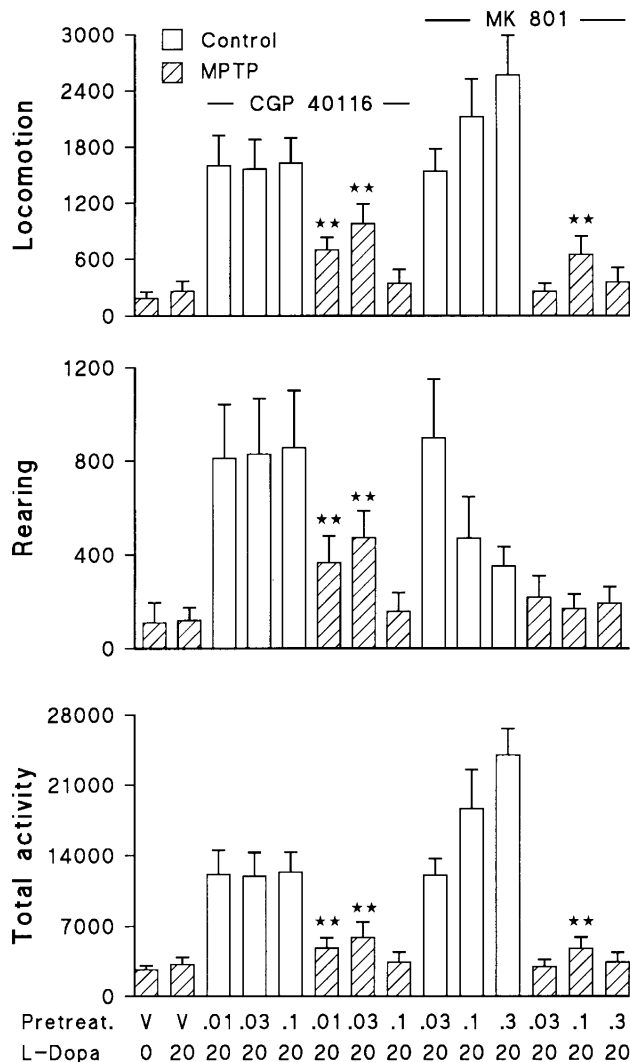 MK 801
3000
Control
MPTP
2400
CGP 40116
1800
★★
1200
★★
★★
600
0
Locomotion
1200
800
★★
★★
400
0
Rearing
28000
21000
14000
★★
★★
★★
7000
0
Total activity
Pretreat. V V .01 .03 .1 .01 .03 .1 .03 .1 .3 .03 .1 .3
L-Dopa 0 20 20 20 20 20 20 20 20 20 20 20 20 20